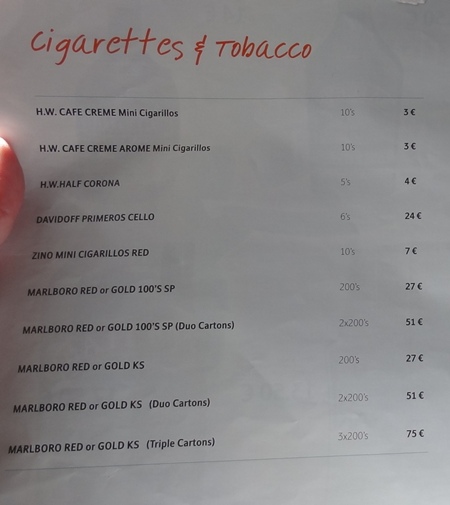 Cigarettes & Tobacco
H.W. CAFE CREME Mini Cigarillos 10's 3 €
H.W. CAFE CREME AROME Mini Cigarillos 10's 3 €
H.W.HALF CORONA 5's 4 €
DAVIDOFF PRIMEROS CELLO 6's 24 €
ZINO MINI CIGARILLOS RED 10's 7 €
MARLBORO RED or GOLD 100'S SP 200's 27 €
MARLBORO RED or GOLD 100'S SP (Duo Cartons) 2x200's 51 €
MARLBORO RED or GOLD KS 200's 27 €
MARLBORO RED or GOLD KS (Duo Cartons) 2x200's 51 €
MARLBORO RED or GOLD KS (Triple Cartons) 3x200's 75 €